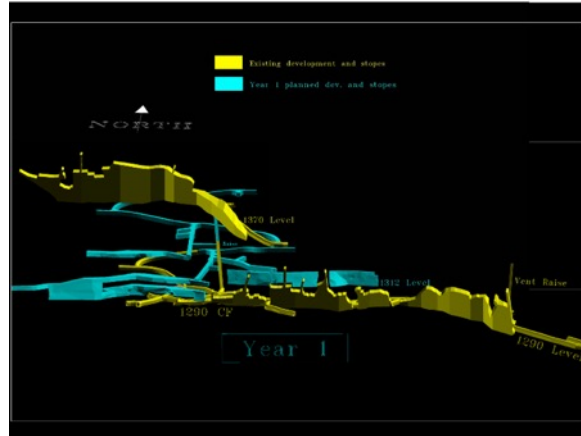 Existing development and stopes
Year 1 planned dev. and stopes
NORTH
1370 Level
1312 Level
Vent Raise
1290 CF
1290 Level
Year 1